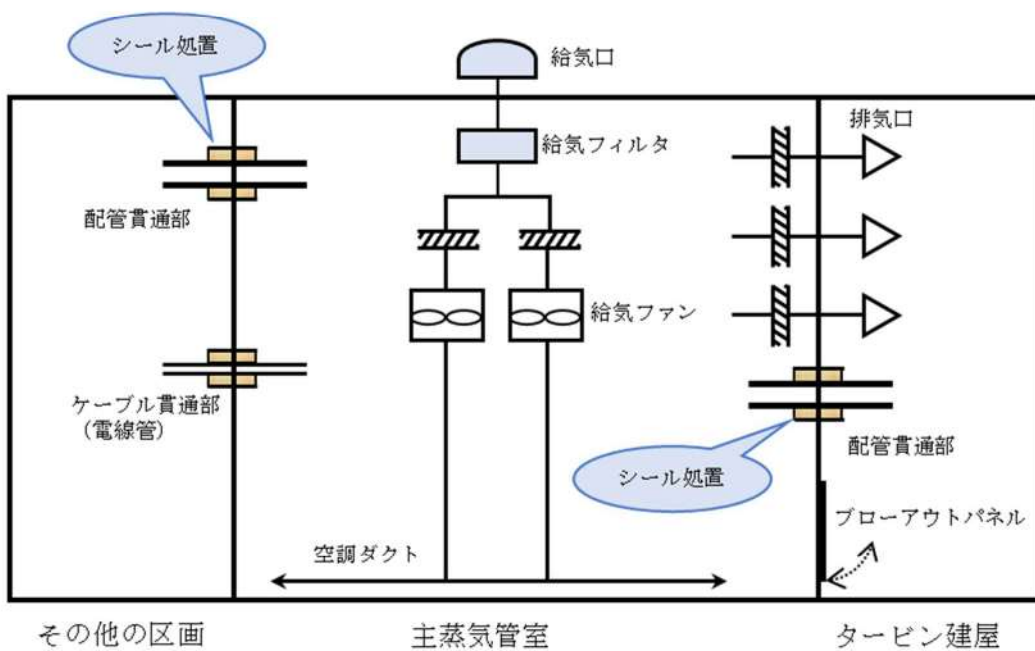 シール処置
給気口
給気フィルタ
排気口
配管貫通部
給気ファン
ケーブル貫通部
（電線管）
シール処置
配管貫通部
ブローアウトパネル
空調ダクト
その他の区画
主蒸気管室
タービン建屋